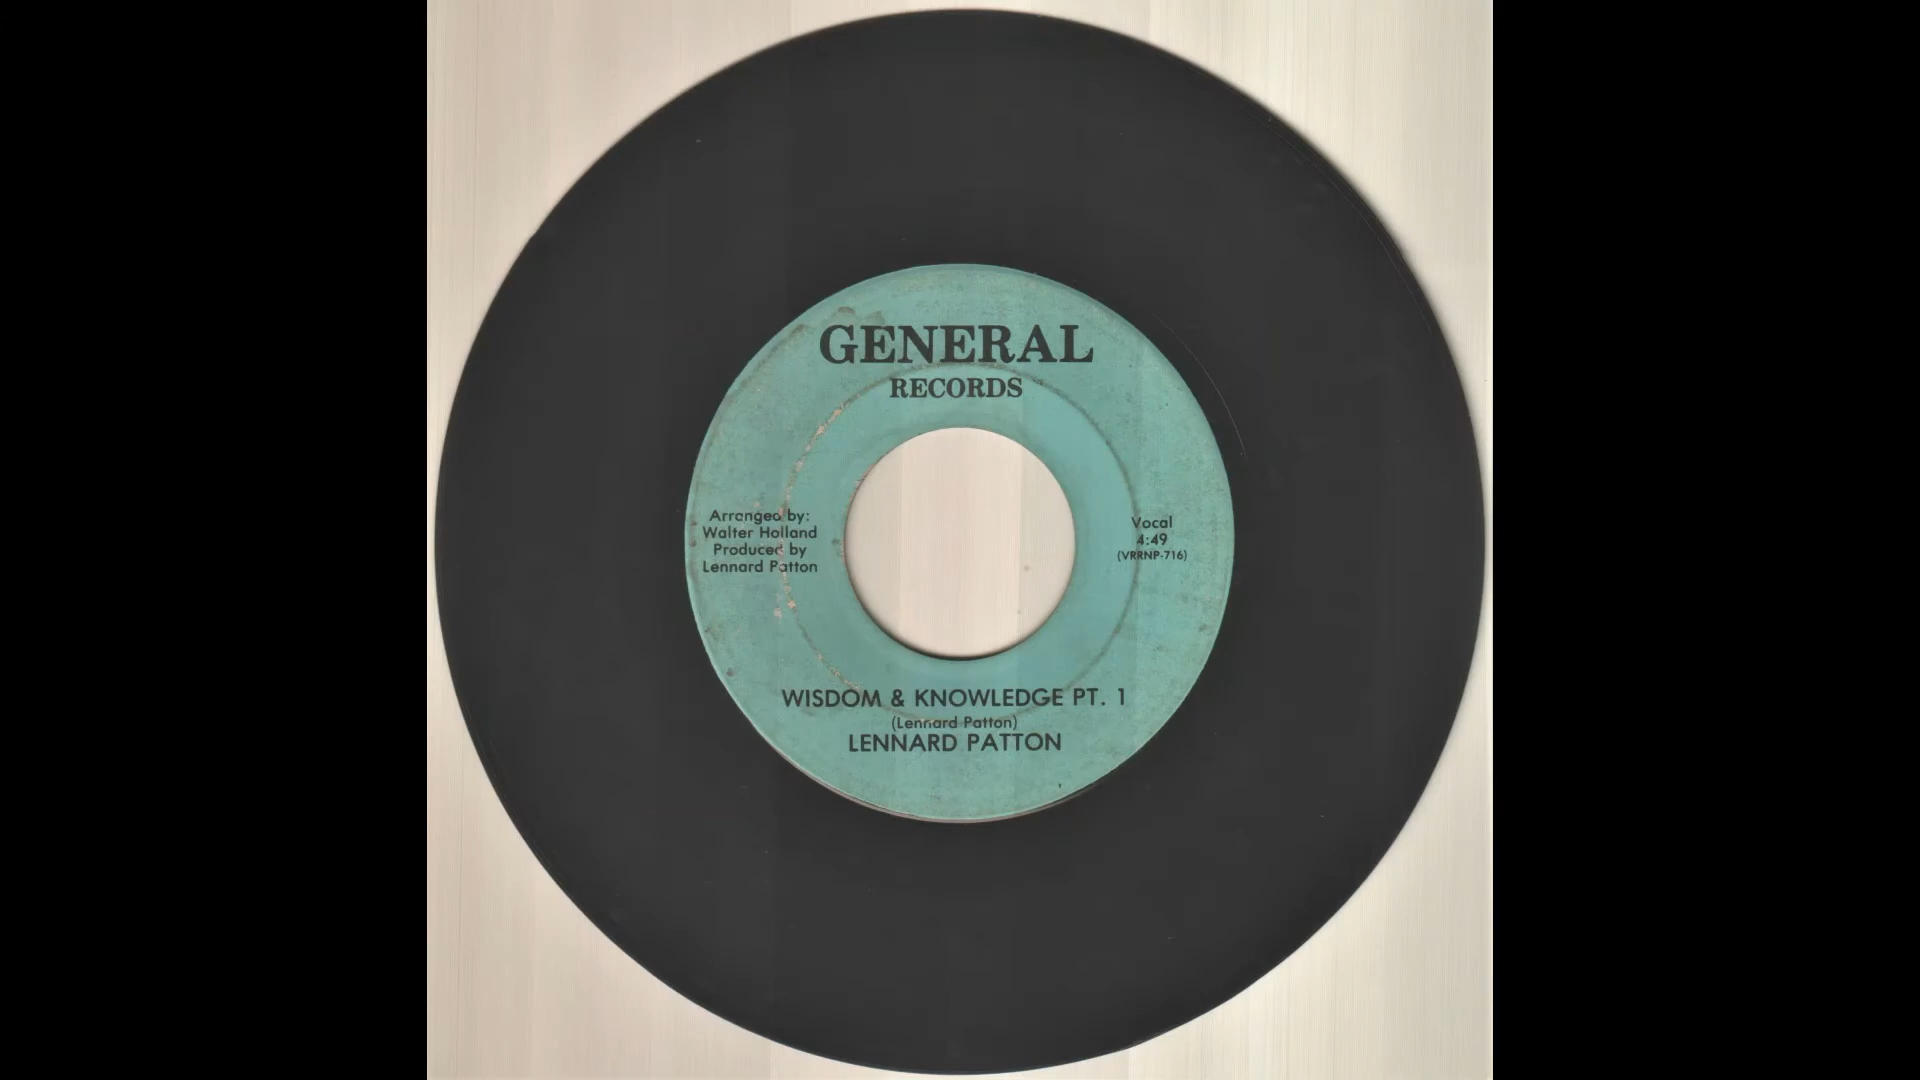 GENERAL
RECORDS
Arranged by:
Walter Holland
Produced by
Lennard Patton
Vocal
4:49
(VRRNP-716)
WISDOM & KNOWLEDGE PT. 1
(Lennard Patton)
LENNARD PATTON